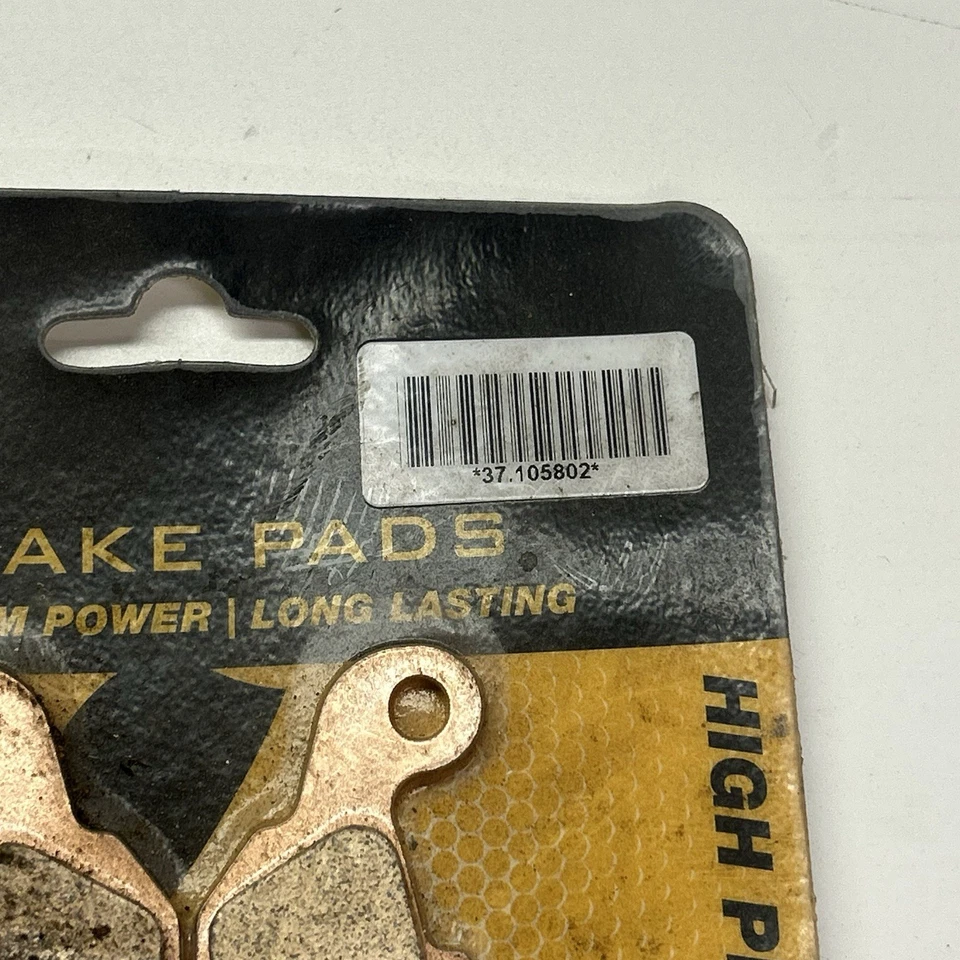 *37.105802*
AKE PADS
M POWER | LONG LASTING
HIGH P